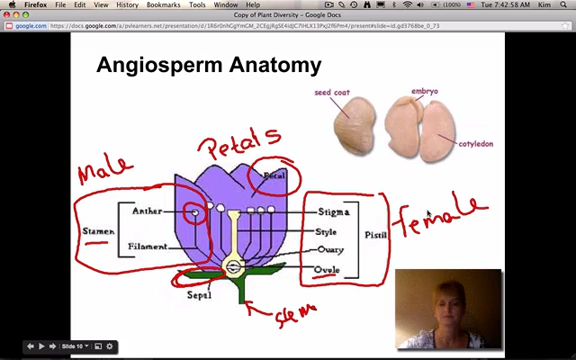 Firefox File Edit View History Bookmarks Tools Window Help
(100%) Tue 7:42:58 AM Kim
Copy of Plant Diversity - Google Docs
Angiosperm Anatomy
seed coat
embryo
cotyledon
Male
Petals
Petal
female
Anther
Stamen
Filament
Sepal
Stigma
Style
Ovary
Ovule
Pistil
stem
Slide 10